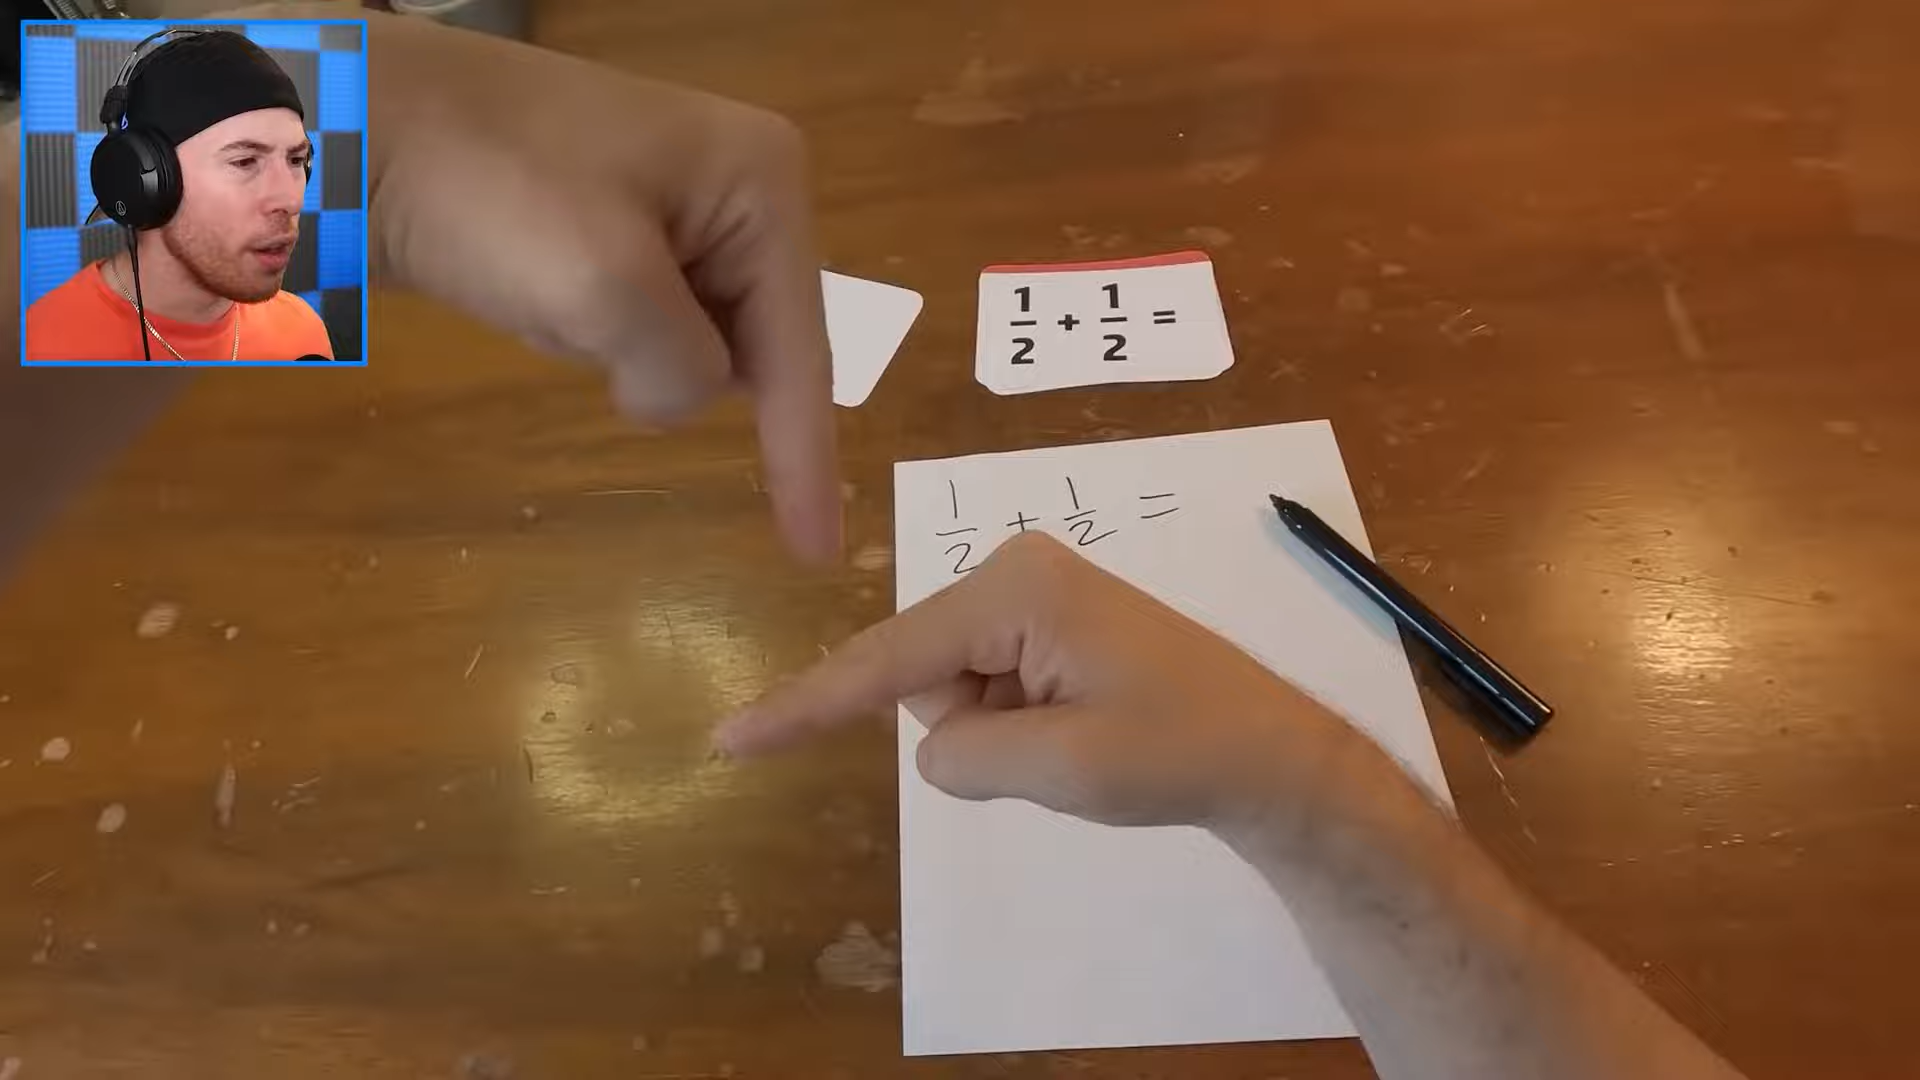 1/2 + 1/2 =
1/2 + 1/2 =